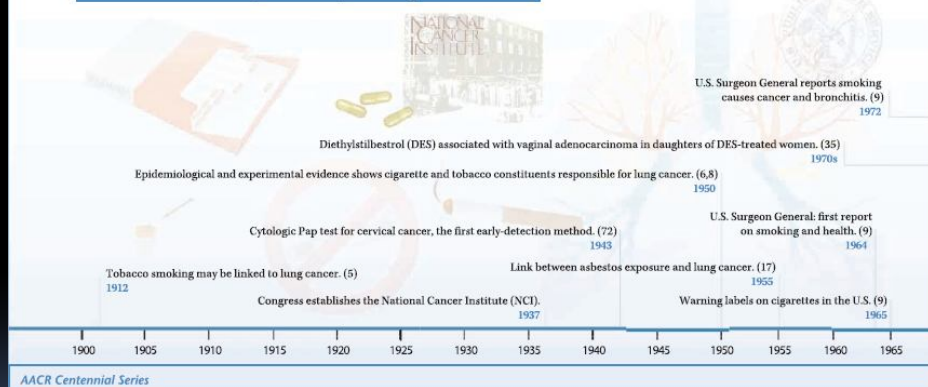 NATIONAL
CANCER
INSTITUTE
U.S. Surgeon General reports smoking
causes cancer and bronchitis. (9)
1972
Diethylstilbestrol (DES) associated with vaginal adenocarcinoma in daughters of DES-treated women. (35)
1970s
Epidemiological and experimental evidence shows cigarette and tobacco constituents responsible for lung cancer. (6,8)
1950
U.S. Surgeon General: first report
on smoking and health. (9)
1964
Cytologic Pap test for cervical cancer, the first early-detection method. (72)
1943
Link between asbestos exposure and lung cancer. (17)
1955
Tobacco smoking may be linked to lung cancer. (5)
1912
Congress establishes the National Cancer Institute (NCI).
1937
Warning labels on cigarettes in the U.S. (9)
1965
1900 1905 1910 1915 1920 1925 1930 1935 1940 1945 1950 1955 1960 1965
AACR Centennial Series